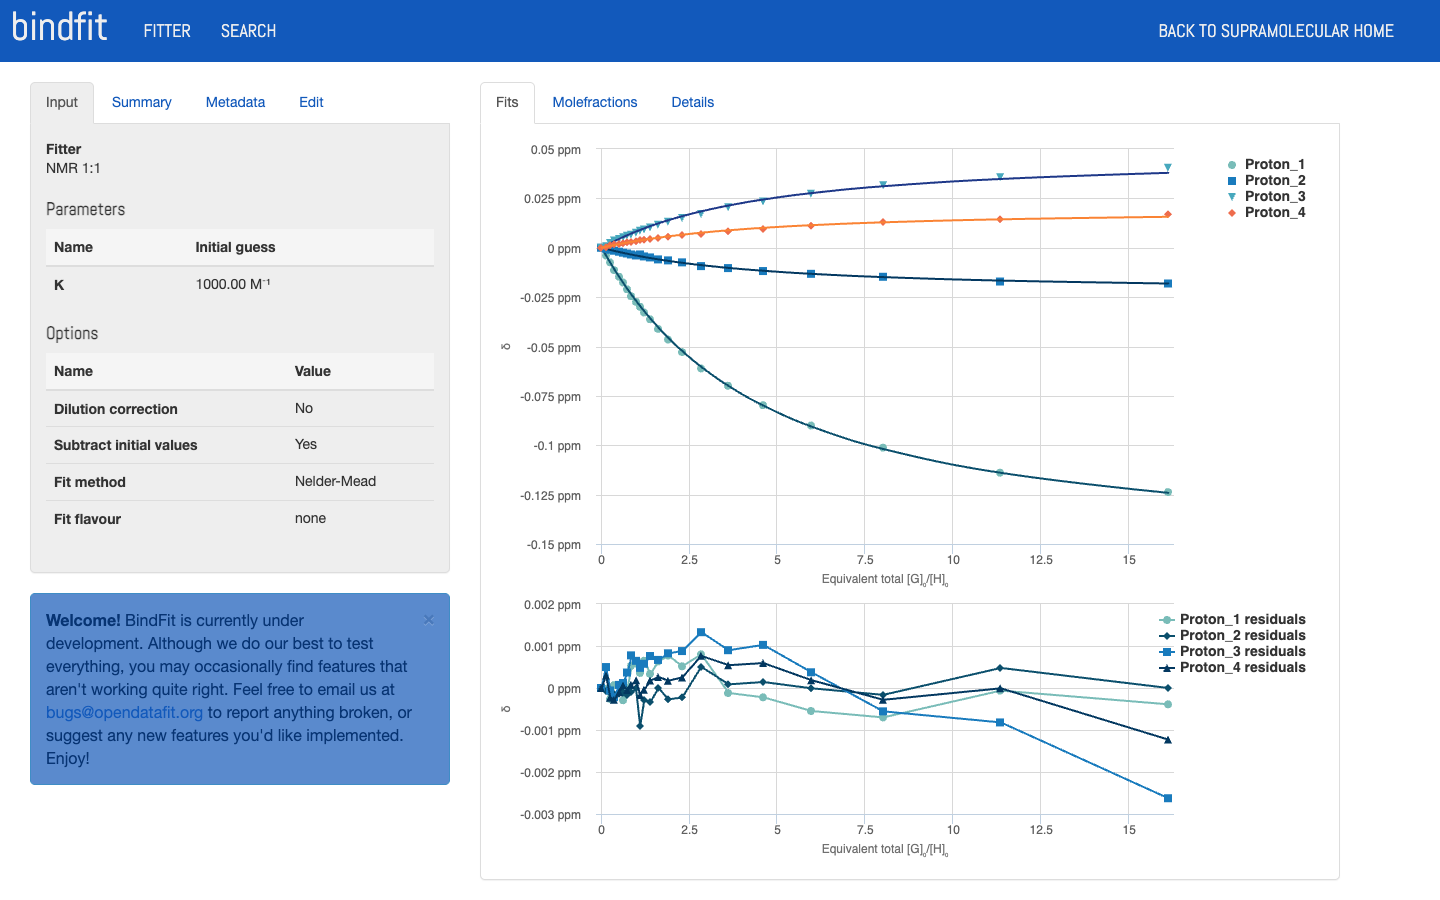 bindfit
FITTER
SEARCH
BACK TO SUPRAMOLECULAR HOME
Input
Summary
Metadata
Edit
Fitter
NMR 1:1
Parameters
Name Initial guess
K 1000.00 M⁻¹
Options
Name Value
Dilution correction No
Subtract initial values Yes
Fit method Nelder-Mead
Fit flavour none
Welcome! BindFit is currently under ×
development. Although we do our best to test
everything, you may occasionally find features that
aren't working quite right. Feel free to email us at
bugs@opendatafit.org to report anything broken, or
suggest any new features you'd like implemented.
Enjoy!
Fits
Molefractions
Details
0.05 ppm
0.025 ppm
0 ppm
-0.025 ppm
-0.05 ppm
-0.075 ppm
-0.1 ppm
-0.125 ppm
-0.15 ppm
δ
0 2.5 5 7.5 10 12.5 15
Equivalent total [G]₀/[H]₀
Proton_1
Proton_2
Proton_3
Proton_4
0.002 ppm
0.001 ppm
0 ppm
-0.001 ppm
-0.002 ppm
-0.003 ppm
δ
0 2.5 5 7.5 10 12.5 15
Equivalent total [G]₀/[H]₀
Proton_1 residuals
Proton_2 residuals
Proton_3 residuals
Proton_4 residuals